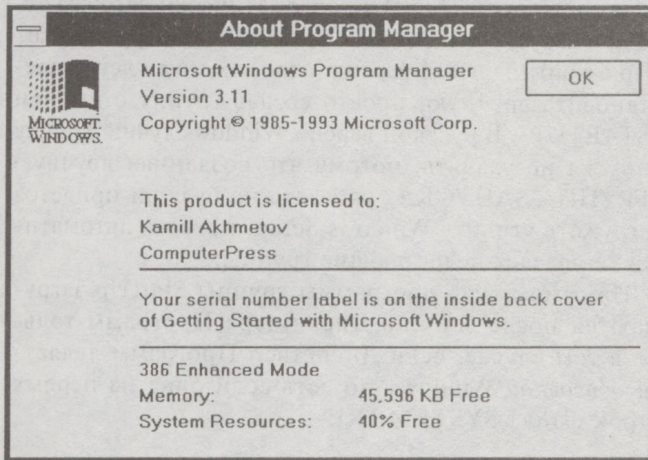 About Program Manager
MICROSOFT.
WINDOWS.
Microsoft Windows Program Manager
Version 3.11
Copyright © 1985-1993 Microsoft Corp.
OK
This product is licensed to:
Kamill Akhmetov
ComputerPress
Your serial number label is on the inside back cover
of Getting Started with Microsoft Windows.
386 Enhanced Mode
Memory: 45,596 KB Free
System Resources: 40% Free